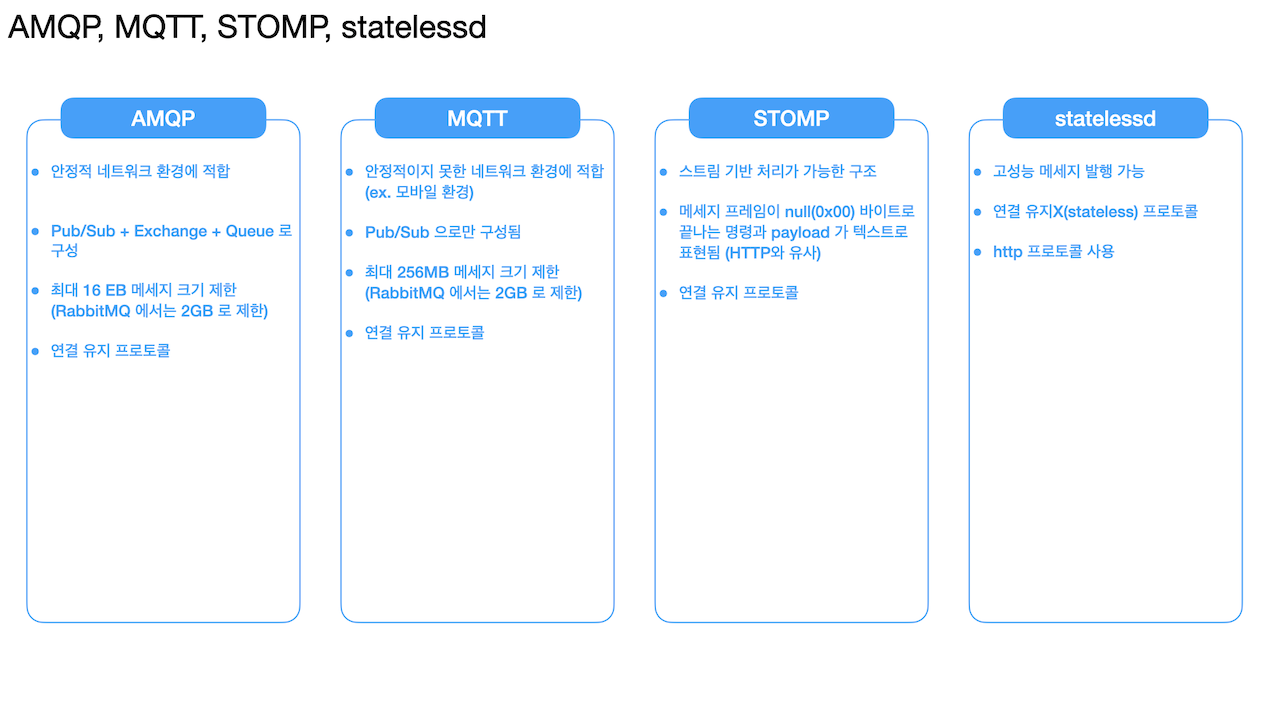 AMQP, MQTT, STOMP, statelessd
AMQP
안정적 네트워크 환경에 적합
Pub/Sub + Exchange + Queue 로
구성
최대 16 EB 메세지 크기 제한
(RabbitMQ 에서는 2GB 로 제한)
연결 유지 프로토콜
MQTT
안정적이지 못한 네트워크 환경에 적합
(ex. 모바일 환경)
Pub/Sub 으로만 구성됨
최대 256MB 메세지 크기 제한
(RabbitMQ 에서는 2GB 로 제한)
연결 유지 프로토콜
STOMP
스트림 기반 처리가 가능한 구조
메세지 프레임이 null(0x00) 바이트로
끝나는 명령과 payload 가 텍스트로
표현됨 (HTTP와 유사)
연결 유지 프로토콜
statelessd
고성능 메세지 발행 가능
연결 유지X(stateless) 프로토콜
http 프로토콜 사용